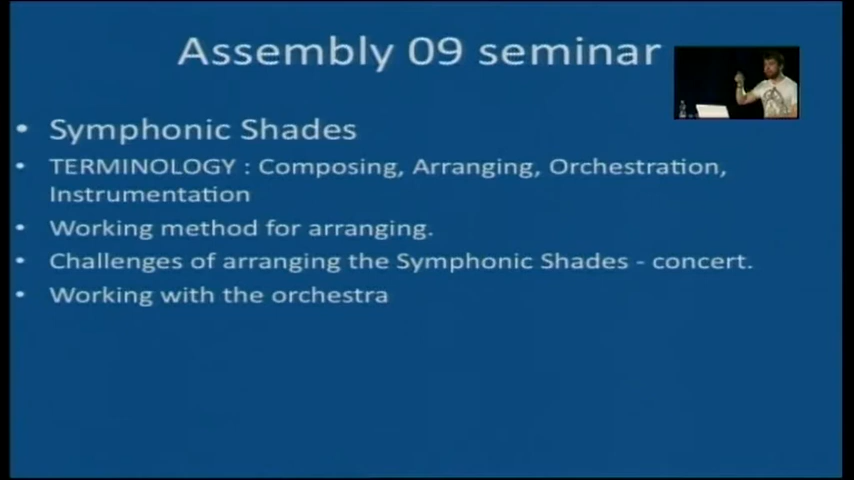 Assembly 09 seminar
• Symphonic Shades
• TERMINOLOGY : Composing, Arranging, Orchestration,
Instrumentation
• Working method for arranging.
• Challenges of arranging the Symphonic Shades - concert.
• Working with the orchestra